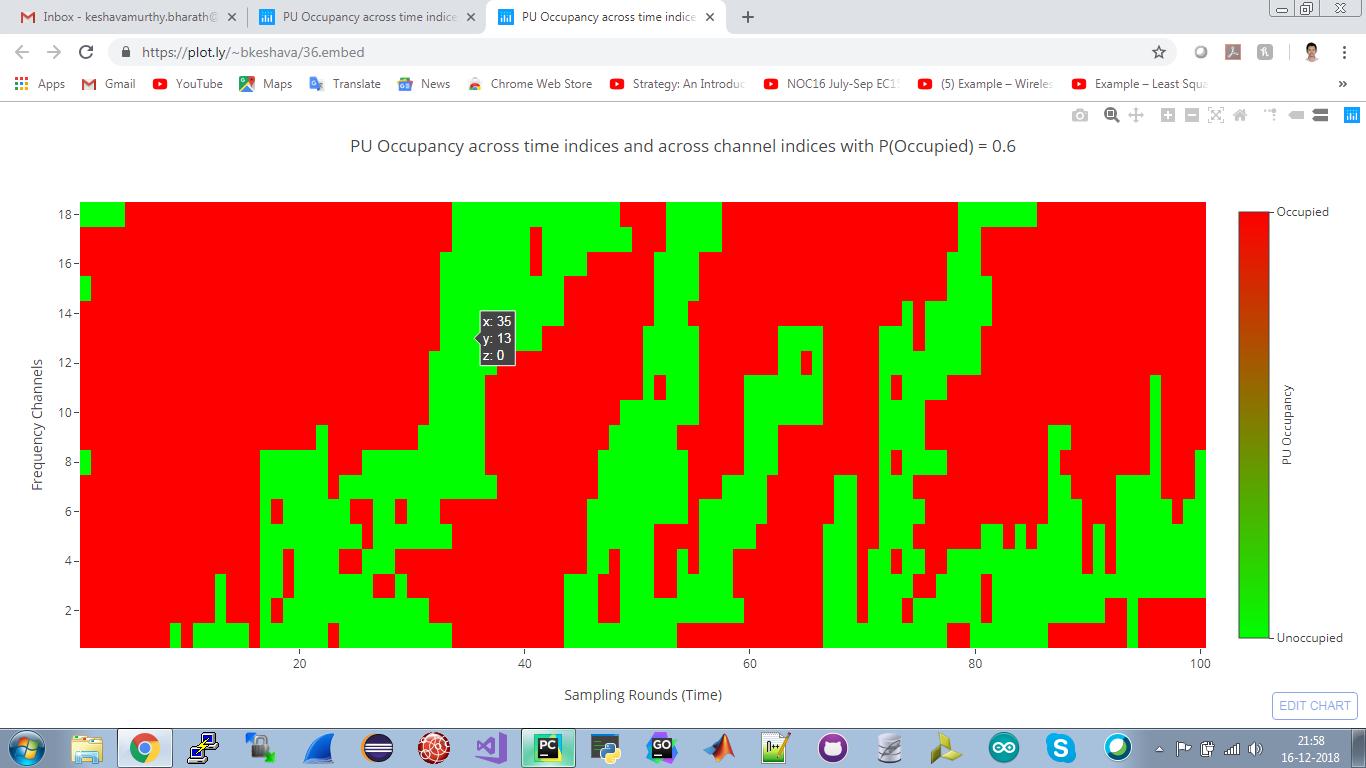 Inbox - keshavamurthy.bharath@
PU Occupancy across time indice
PU Occupancy across time indice
https://plot.ly/~bkeshava/36.embed
Apps
Gmail
YouTube
Maps
Translate
News
Chrome Web Store
Strategy: An Introduc
NOC16 July-Sep EC15
(5) Example – Wireles
Example – Least Squa
»
PU Occupancy across time indices and across channel indices with P(Occupied) = 0.6
18
16
14
12
10
8
6
4
2
Frequency Channels
x: 35
y: 13
z: 0
20
40
60
80
100
Sampling Rounds (Time)
Occupied
PU Occupancy
Unoccupied
EDIT CHART
PC
GO
N++
21:58
16-12-2018